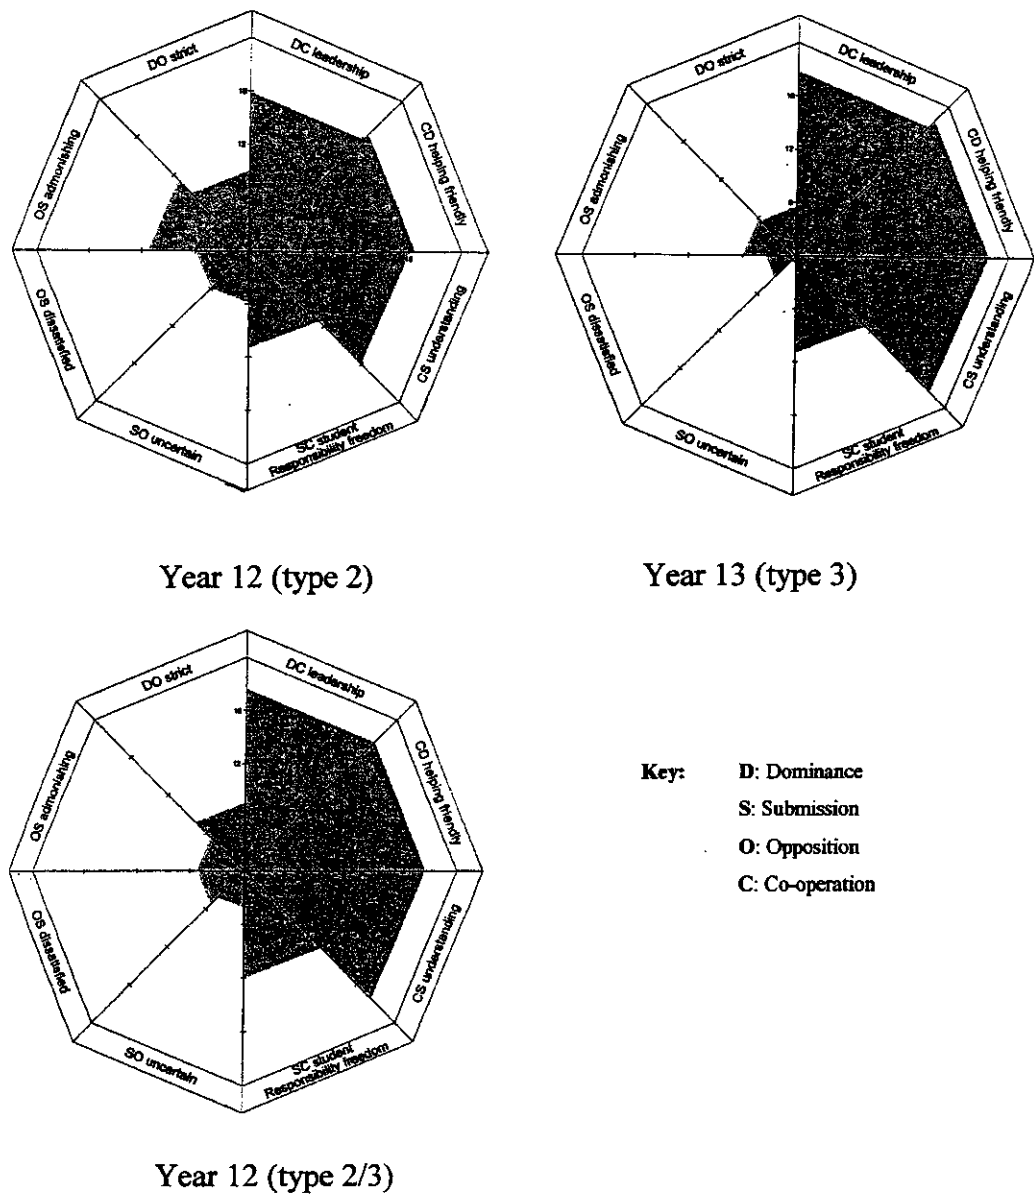 DO strict
DC leadership
OS admonishing
CD helping friendly
18
12
OS dissatisfied
CS understanding
SO uncertain
SC student
Responsibility freedom
Year 12 (type 2)
DO strict
DC leadership
OS admonishing
CD helping friendly
18
12
OS dissatisfied
CS understanding
SO uncertain
SC student
Responsibility freedom
Year 13 (type 3)
DO strict
DC leadership
OS admonishing
CD helping friendly
18
12
OS dissatisfied
CS understanding
SO uncertain
SC student
Responsibility freedom
Year 12 (type 2/3)
Key: D: Dominance
S: Submission
O: Opposition
C: Co-operation